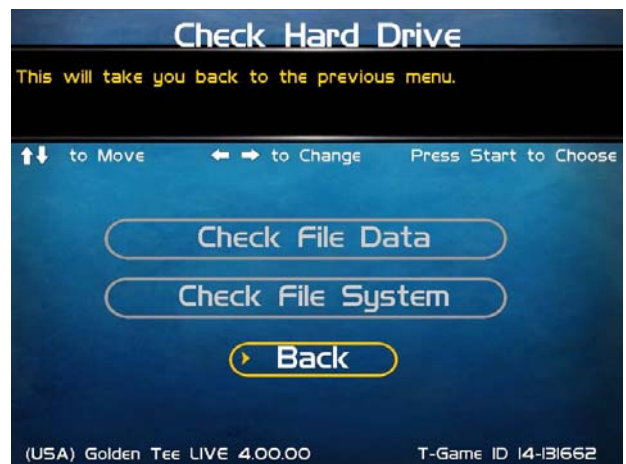 Check Hard Drive
This will take you back to the previous menu.
↑↓ to Move ← → to Change Press Start to Choose
Check File Data
Check File System
Back
(USA) Golden Tee LIVE 4.00.00 T-Game ID 14-131662